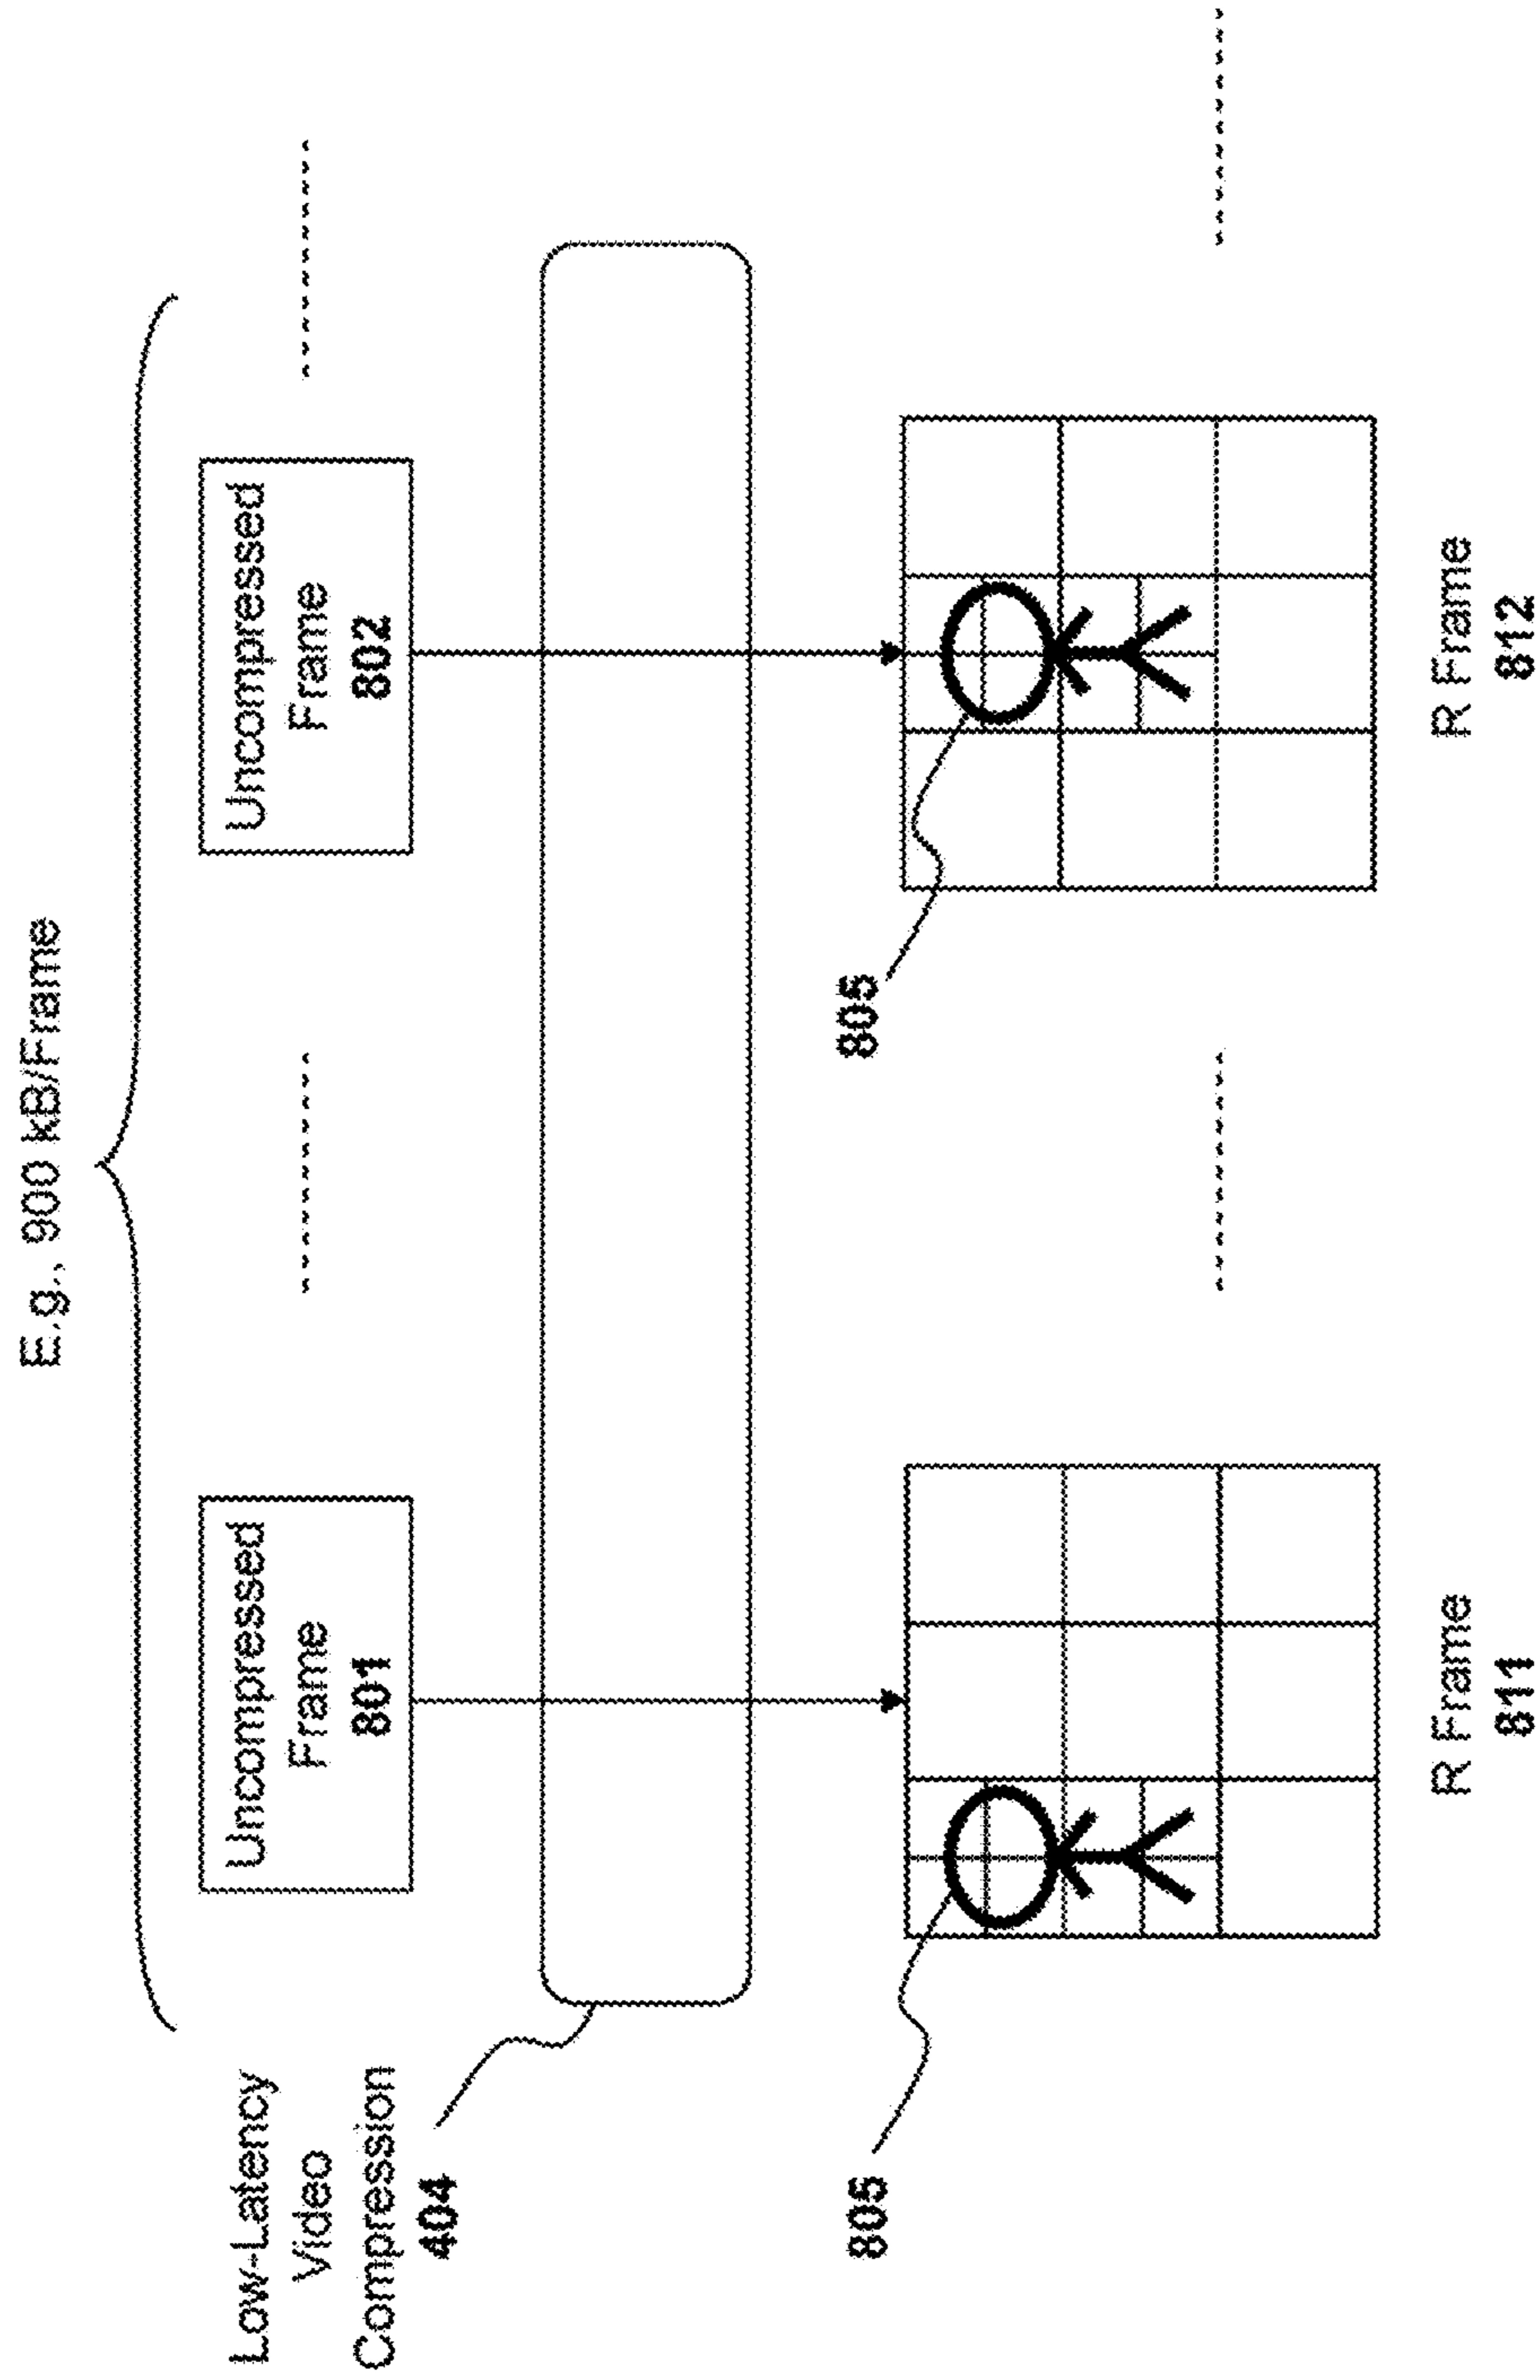 E.g., 900 kB/Frame
Low-Latency
Video
Compression
404
Uncompressed
Frame
801
Uncompressed
Frame
802
805
805
R Frame
811
R Frame
812